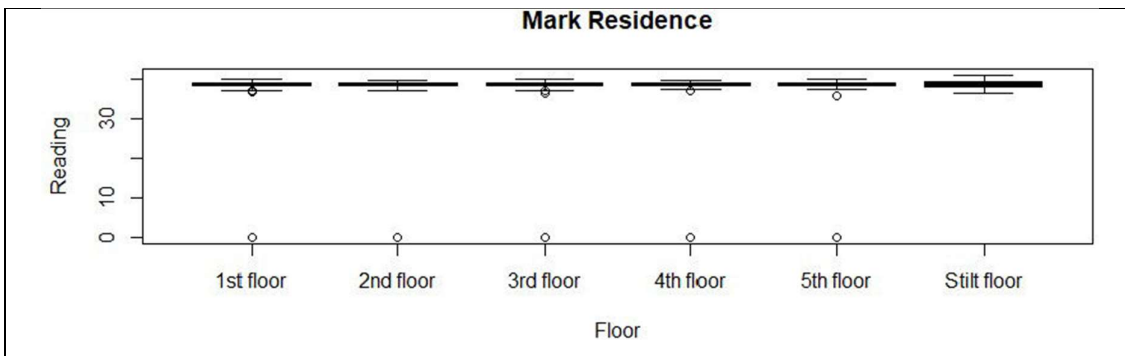 Mark Residence
Reading
30
10
0
1st floor
2nd floor
3rd floor
4th floor
5th floor
Stilt floor
Floor